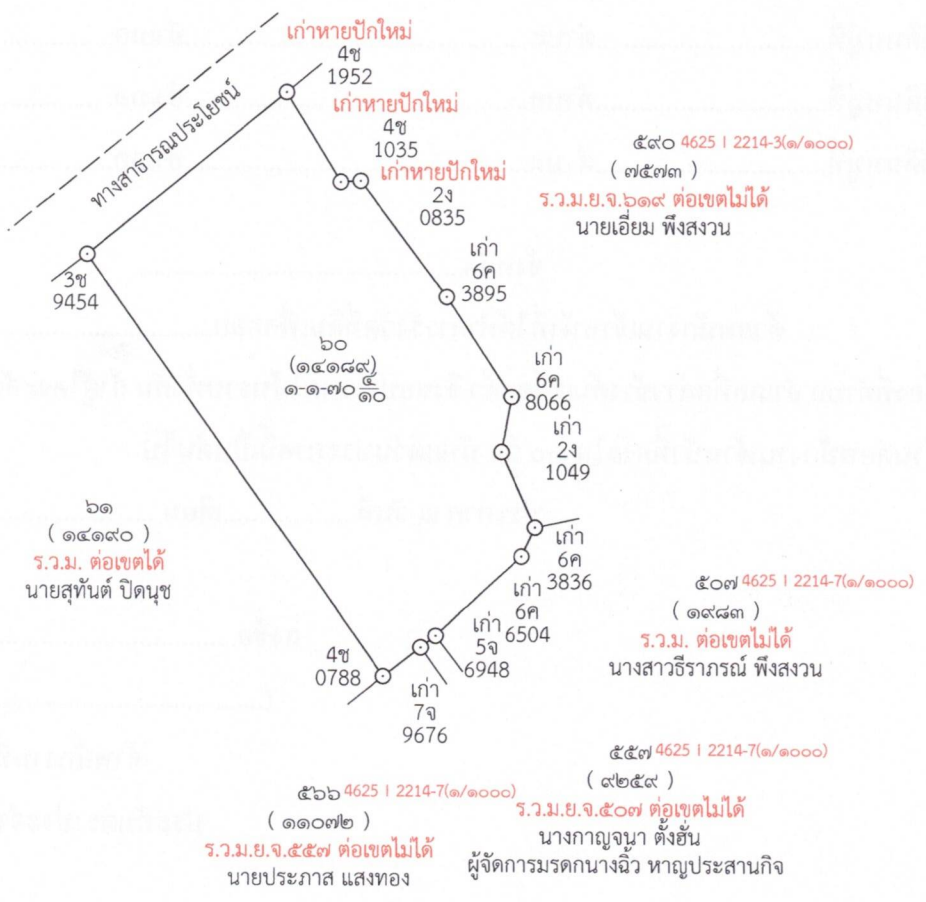 เก่าหายปักใหม่
4ช
1952
เก่าหายปักใหม่
4ช
1035
เก่าหายปักใหม่
2ง
0835
ทางสาธารณประโยชน์
๕๙๐ 4625 I 2214-3(๑/๑๐๐๐)
( ๗๕๗๓ )
ร.ว.ม.ย.จ.๖๑๙ ต่อเขตไม่ได้
นายเอี่ยม พึงสงวน
เก่า
6ค
3895
3ช
9454
๖๐
(๑๔๑๘๙)
๑-๑-๗๐ ๔/๑๐
เก่า
6ค
8066
เก่า
2ง
1049
๖๑
( ๑๔๑๙๐ )
ร.ว.ม. ต่อเขตได้
นายสุทันต์ ปิดนุช
เก่า
6ค
3836
เก่า
6ค
6504
๕๐๗ 4625 I 2214-7(๑/๑๐๐๐)
( ๑๙๘๓ )
ร.ว.ม. ต่อเขตไม่ได้
นางสาวธีราภรณ์ พึงสงวน
เก่า
5จ
6948
4ช
0788
เก่า
7จ
9676
๕๕๗ 4625 I 2214-7(๑/๑๐๐๐)
( ๙๒๕๙ )
ร.ว.ม.ย.จ.๕๐๗ ต่อเขตไม่ได้
นางกาญจนา ตั้งฮั่น
ผู้จัดการมรดกนางฉิ้ว หาญประสานกิจ
๕๖๖ 4625 I 2214-7(๑/๑๐๐๐)
( ๑๑๐๗๒ )
ร.ว.ม.ย.จ.๕๕๗ ต่อเขตไม่ได้
นายประภาส แสงทอง